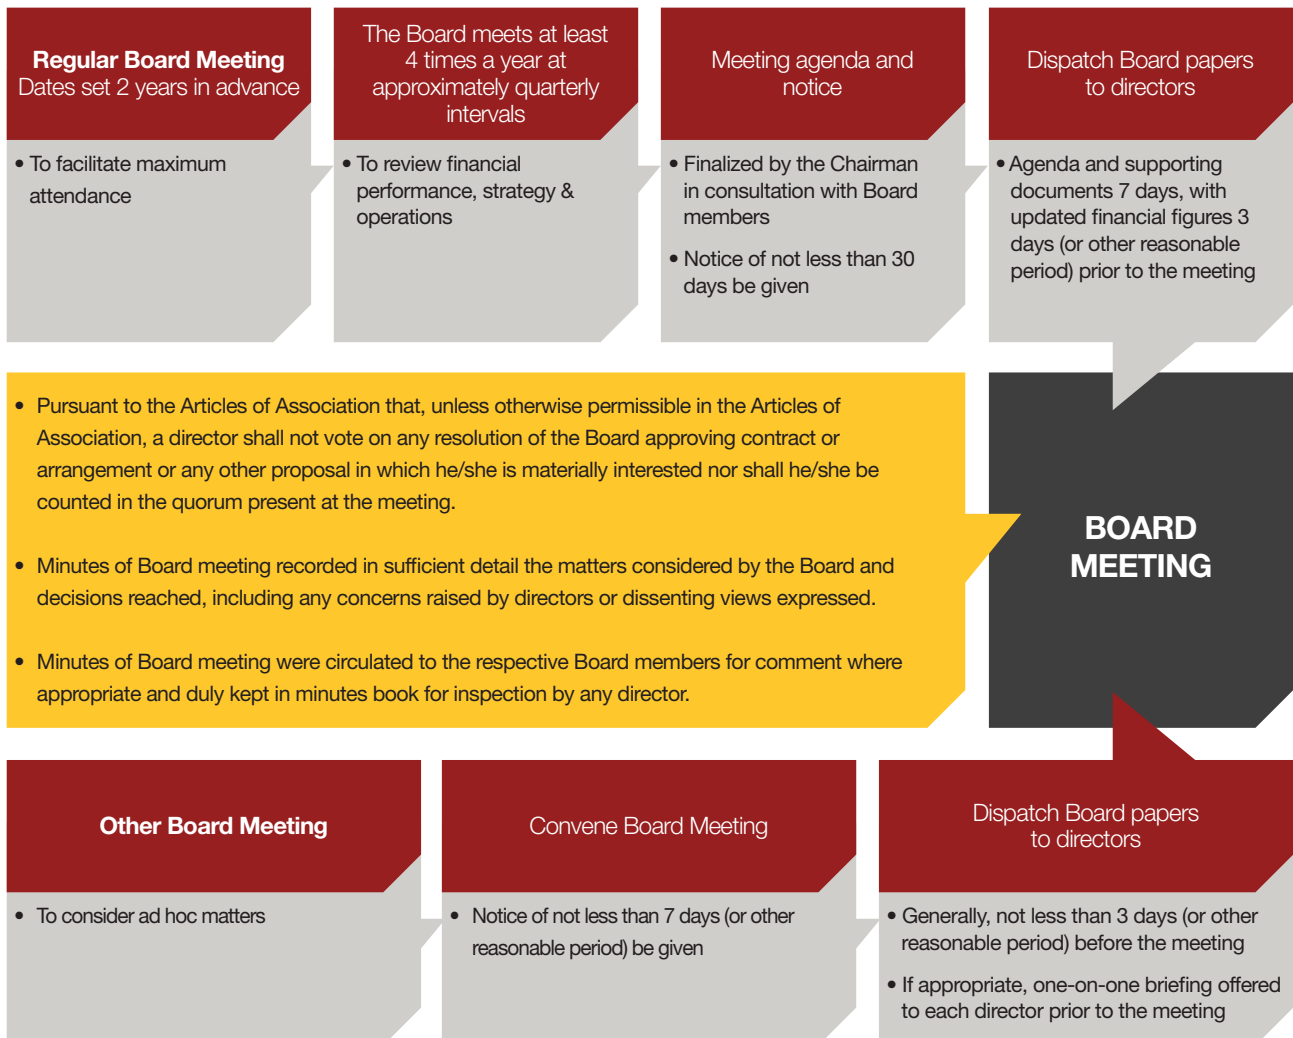 Regular Board Meeting
Dates set 2 years in advance
• To facilitate maximum
attendance
The Board meets at least
4 times a year at
approximately quarterly
intervals
• To review financial
performance, strategy &
operations
Meeting agenda and
notice
• Finalized by the Chairman
in consultation with Board
members
• Notice of not less than 30
days be given
Dispatch Board papers
to directors
• Agenda and supporting
documents 7 days, with
updated financial figures 3
days (or other reasonable
period) prior to the meeting
• Pursuant to the Articles of Association that, unless otherwise permissible in the Articles of
Association, a director shall not vote on any resolution of the Board approving contract or
arrangement or any other proposal in which he/she is materially interested nor shall he/she be
counted in the quorum present at the meeting.
• Minutes of Board meeting recorded in sufficient detail the matters considered by the Board and
decisions reached, including any concerns raised by directors or dissenting views expressed.
• Minutes of Board meeting were circulated to the respective Board members for comment where
appropriate and duly kept in minutes book for inspection by any director.
BOARD
MEETING
Other Board Meeting
• To consider ad hoc matters
Convene Board Meeting
• Notice of not less than 7 days (or other
reasonable period) be given
Dispatch Board papers
to directors
• Generally, not less than 3 days (or other
reasonable period) before the meeting
• If appropriate, one-on-one briefing offered
to each director prior to the meeting